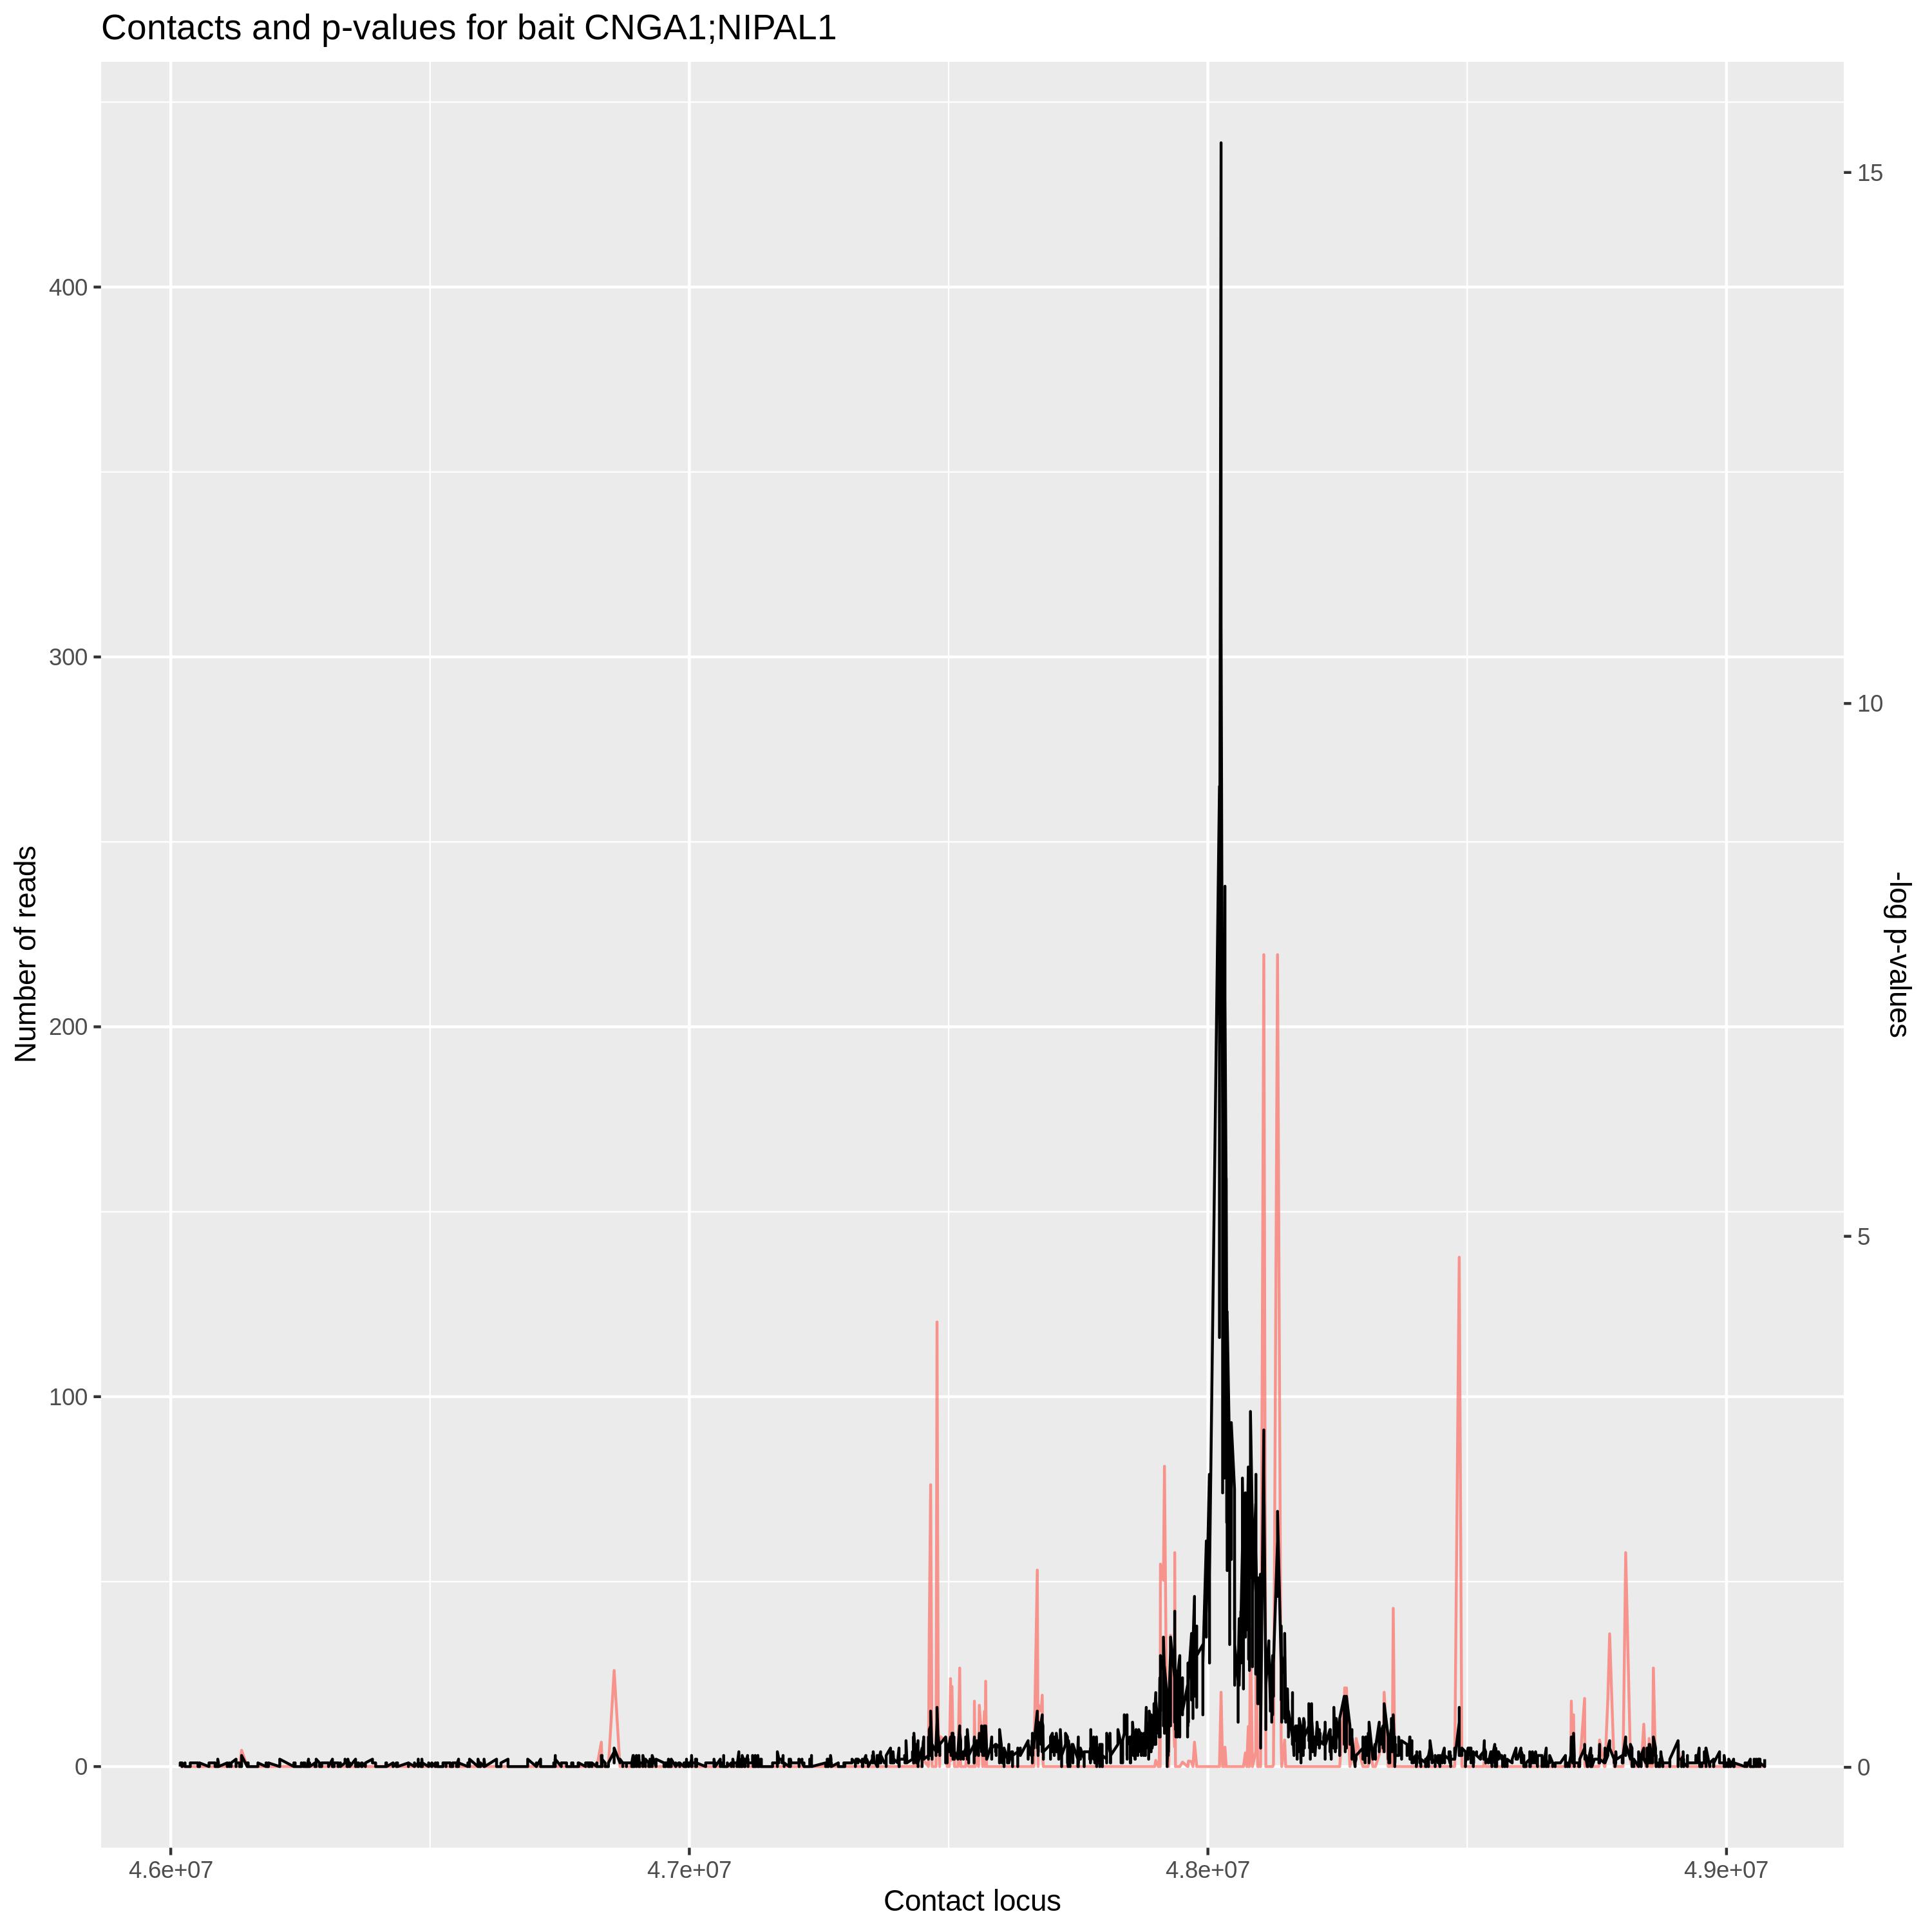 Contacts and p-values for bait CNGA1;NIPAL1
400
300
200
100
0
Number of reads
15
10
5
0
-log p-values
4.6e+07
4.7e+07
4.8e+07
4.9e+07
Contact locus